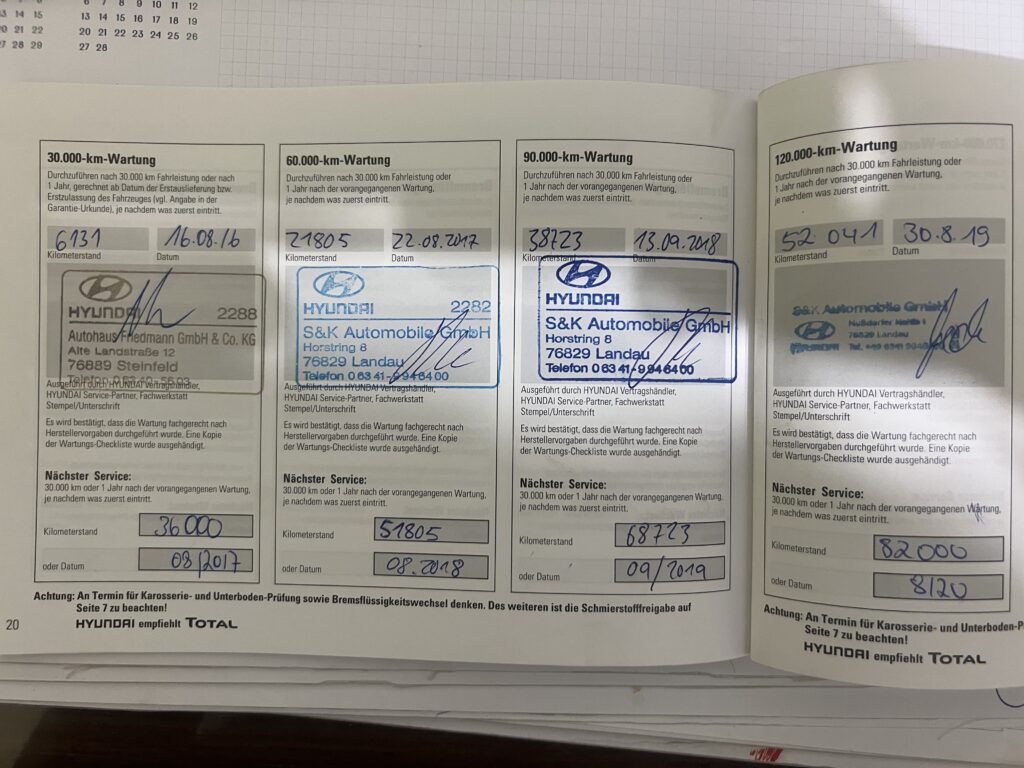 6 7 8 9 10 11 12
13 14 15
13 14 15 16 17 18 19
20 21 22
20 21 22 23 24 25 26
27 28 29
27 28
30.000-km-Wartung
Durchzuführen nach 30.000 km Fahrleistung oder nach
1 Jahr, gerechnet ab Datum der Erstauslieferung bzw.
Erstzulassung des Fahrzeuges (vgl. Angabe in der
Garantie-Urkunde), je nachdem was zuerst eintritt.
6131 16.08.16
Kilometerstand Datum
HYUNDAI 2288
Autohaus Friedmann GmbH & Co. KG
Alte Landstraße 12
76889 Steinfeld
Telefon
Ausgeführt durch HYUNDAI Vertragshändler,
HYUNDAI Service-Partner, Fachwerkstatt
Stempel/Unterschrift
Es wird bestätigt, dass die Wartung fachgerecht nach
Herstellervorgaben durchgeführt wurde. Eine Kopie
der Wartungs-Checkliste wurde ausgehändigt.
Nächster Service:
30.000 km oder 1 Jahr nach der vorangegangenen Wartung,
je nachdem was zuerst eintritt.
Kilometerstand 36000
oder Datum 08/2017
60.000-km-Wartung
Durchzuführen nach 30.000 km Fahrleistung oder
1 Jahr nach der vorangegangenen Wartung,
je nachdem was zuerst eintritt.
21805 22.08.2017
Kilometerstand Datum
HYUNDAI 2282
S&K Automobile GmbH
Horstring 8
76829 Landau
Telefon 0 63 41-9 94 64 00
Ausgeführt durch HYUNDAI Vertragshändler,
HYUNDAI Service-Partner, Fachwerkstatt
Stempel/Unterschrift
Es wird bestätigt, dass die Wartung fachgerecht nach
Herstellervorgaben durchgeführt wurde. Eine Kopie
der Wartungs-Checkliste wurde ausgehändigt.
Nächster Service:
30.000 km oder 1 Jahr nach der vorangegangenen Wartung,
je nachdem was zuerst eintritt.
Kilometerstand 51805
oder Datum 08.2018
90.000-km-Wartung
Durchzuführen nach 30.000 km Fahrleistung oder
1 Jahr nach der vorangegangenen Wartung,
je nachdem was zuerst eintritt.
38723 13.09.2018
Kilometerstand Datum
HYUNDAI
S&K Automobile GmbH
Horstring 8
76829 Landau
Telefon 0 63 41-9 94 64 00
Ausgeführt durch HYUNDAI Vertragshändler,
HYUNDAI Service-Partner, Fachwerkstatt
Stempel/Unterschrift
Es wird bestätigt, dass die Wartung fachgerecht nach
Herstellervorgaben durchgeführt wurde. Eine Kopie
der Wartungs-Checkliste wurde ausgehändigt.
Nächster Service:
30.000 km oder 1 Jahr nach der vorangegangenen Wartung,
je nachdem was zuerst eintritt.
Kilometerstand 68723
oder Datum 09/2019
Achtung: An Termin für Karosserie- und Unterboden-Prüfung sowie Bremsflüssigkeitswechsel denken. Des weiteren ist die Schmierstofffreigabe auf
Seite 7 zu beachten!
20 HYUNDAI empfiehlt TOTAL
120.000-km-Wartung
Durchzuführen nach 30.000 km Fahrleistung oder
1 Jahr nach der vorangegangenen Wartung,
je nachdem was zuerst eintritt.
52 041 30.8.19
Kilometerstand Datum
S&K Automobile GmbH
76829 Landau
HYUNDAI
Ausgeführt durch HYUNDAI Vertragshändler,
HYUNDAI Service-Partner, Fachwerkstatt
Stempel/Unterschrift
Es wird bestätigt, dass die Wartung fachgerecht nach
Herstellervorgaben durchgeführt wurde. Eine Kopie
der Wartungs-Checkliste wurde ausgehändigt.
Nächster Service:
30.000 km oder 1 Jahr nach der vorangegangenen Wartung,
je nachdem was zuerst eintritt.
Kilometerstand 82000
oder Datum 8/20
Achtung: An Termin für Karosserie- und Unterboden-P
Seite 7 zu beachten!
HYUNDAI empfiehlt TOTAL